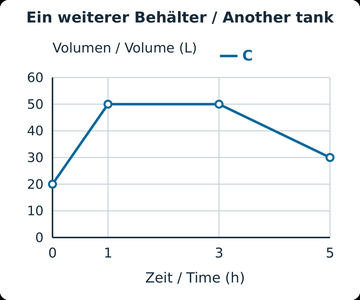 Ein weiterer Behälter / Another tank
Volumen / Volume (L)
C
60
50
40
30
20
10
0
0 1 3 5
Zeit / Time (h)